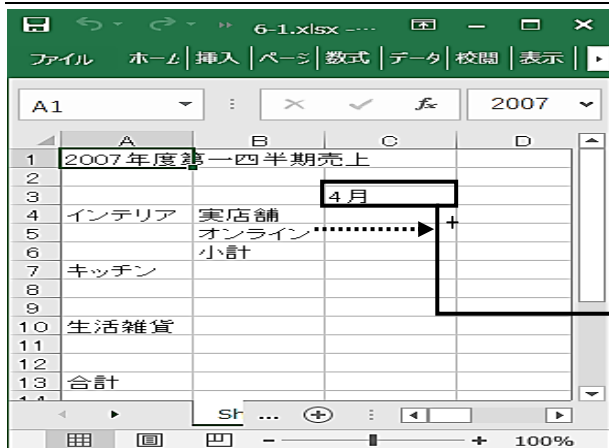 6-1.xlsx -...
ファイル ホーム 挿入 ページ 数式 データ 校閲 表示
A1 fx 2007
A B C D
1 2007年度第一四半期売上
2
3 4月
4 インテリア 実店舗
5 オンライン
6 小計
7 キッチン
8
9
10 生活雑貨
11
12
13 合計
Sh ...
100%